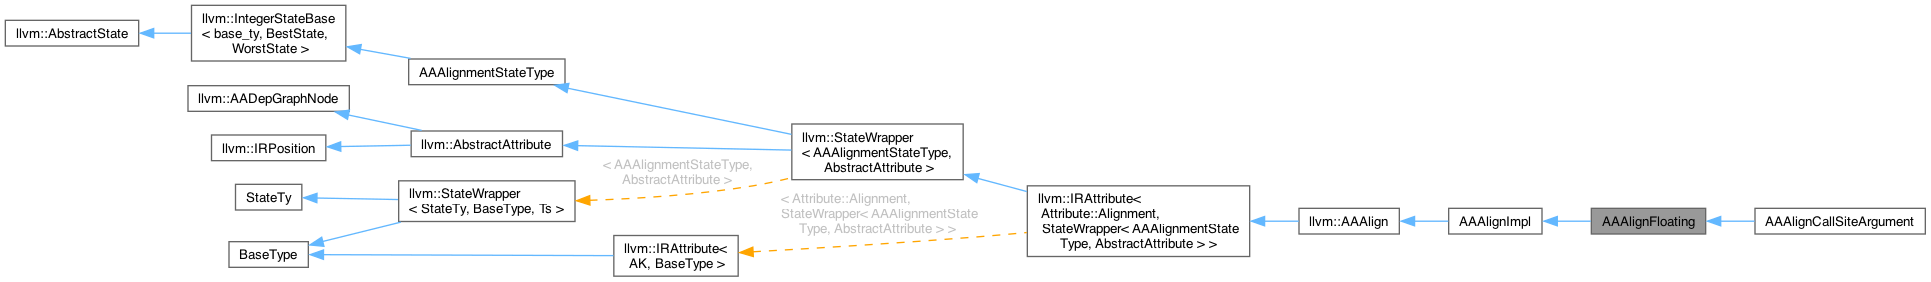 llvm::AbstractState
llvm::IntegerStateBase
< base_ty, BestState,
WorstState >
AAAlignmentStateType
llvm::AADepGraphNode
llvm::IRPosition
llvm::AbstractAttribute
StateTy
BaseType
llvm::StateWrapper
< StateTy, BaseType, Ts >
< AAAlignmentStateType,
AbstractAttribute >
llvm::IRAttribute<
AK, BaseType >
llvm::StateWrapper
< AAAlignmentStateType,
AbstractAttribute >
< Attribute::Alignment,
StateWrapper< AAAlignmentState
Type, AbstractAttribute > >
llvm::IRAttribute<
Attribute::Alignment,
StateWrapper< AAAlignmentState
Type, AbstractAttribute > >
llvm::AAAlign
AAAlignImpl
AAAlignFloating
AAAlignCallSiteArgument